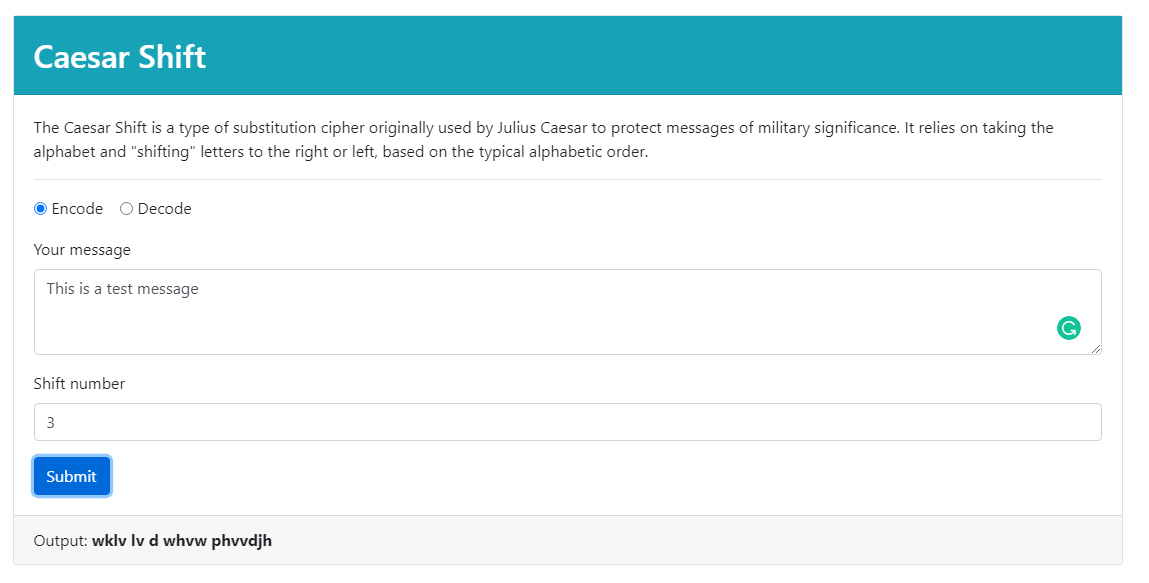 Caesar Shift
The Caesar Shift is a type of substitution cipher originally used by Julius Caesar to protect messages of military significance. It relies on taking the
alphabet and "shifting" letters to the right or left, based on the typical alphabetic order.
Encode Decode
Your message
This is a test message
Shift number
3
Submit
Output: wklv lv d whvw phvvdjh